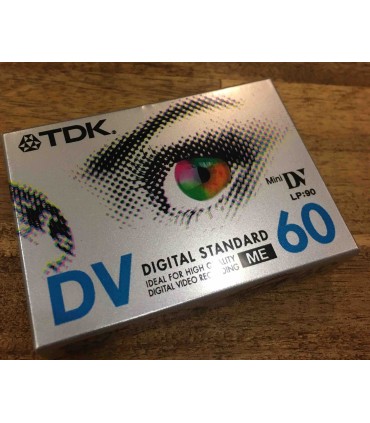 TDK.
Mini DV
LP:90
DV
DIGITAL STANDARD
IDEAL FOR HIGH QUALITY
DIGITAL VIDEO RECORDING
ME
60